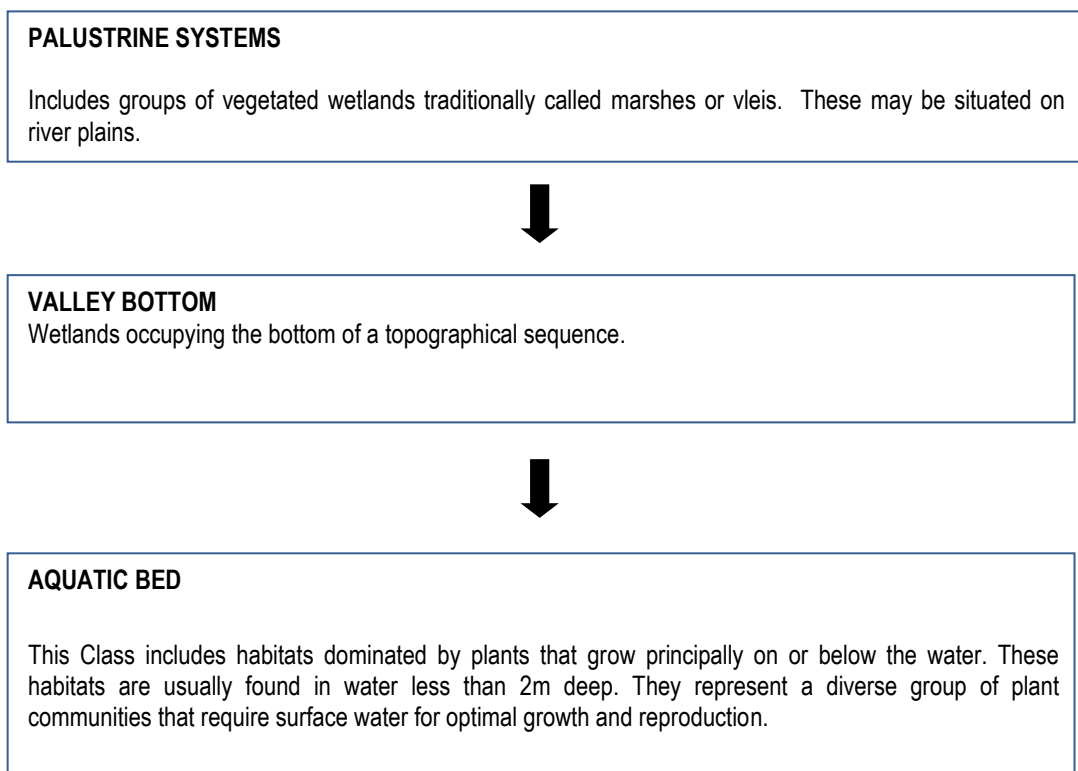 PALUSTRINE SYSTEMS
Includes groups of vegetated wetlands traditionally called marshes or vleis. These may be situated on
river plains.
VALLEY BOTTOM
Wetlands occupying the bottom of a topographical sequence.
AQUATIC BED
This Class includes habitats dominated by plants that grow principally on or below the water. These
habitats are usually found in water less than 2m deep. They represent a diverse group of plant
communities that require surface water for optimal growth and reproduction.